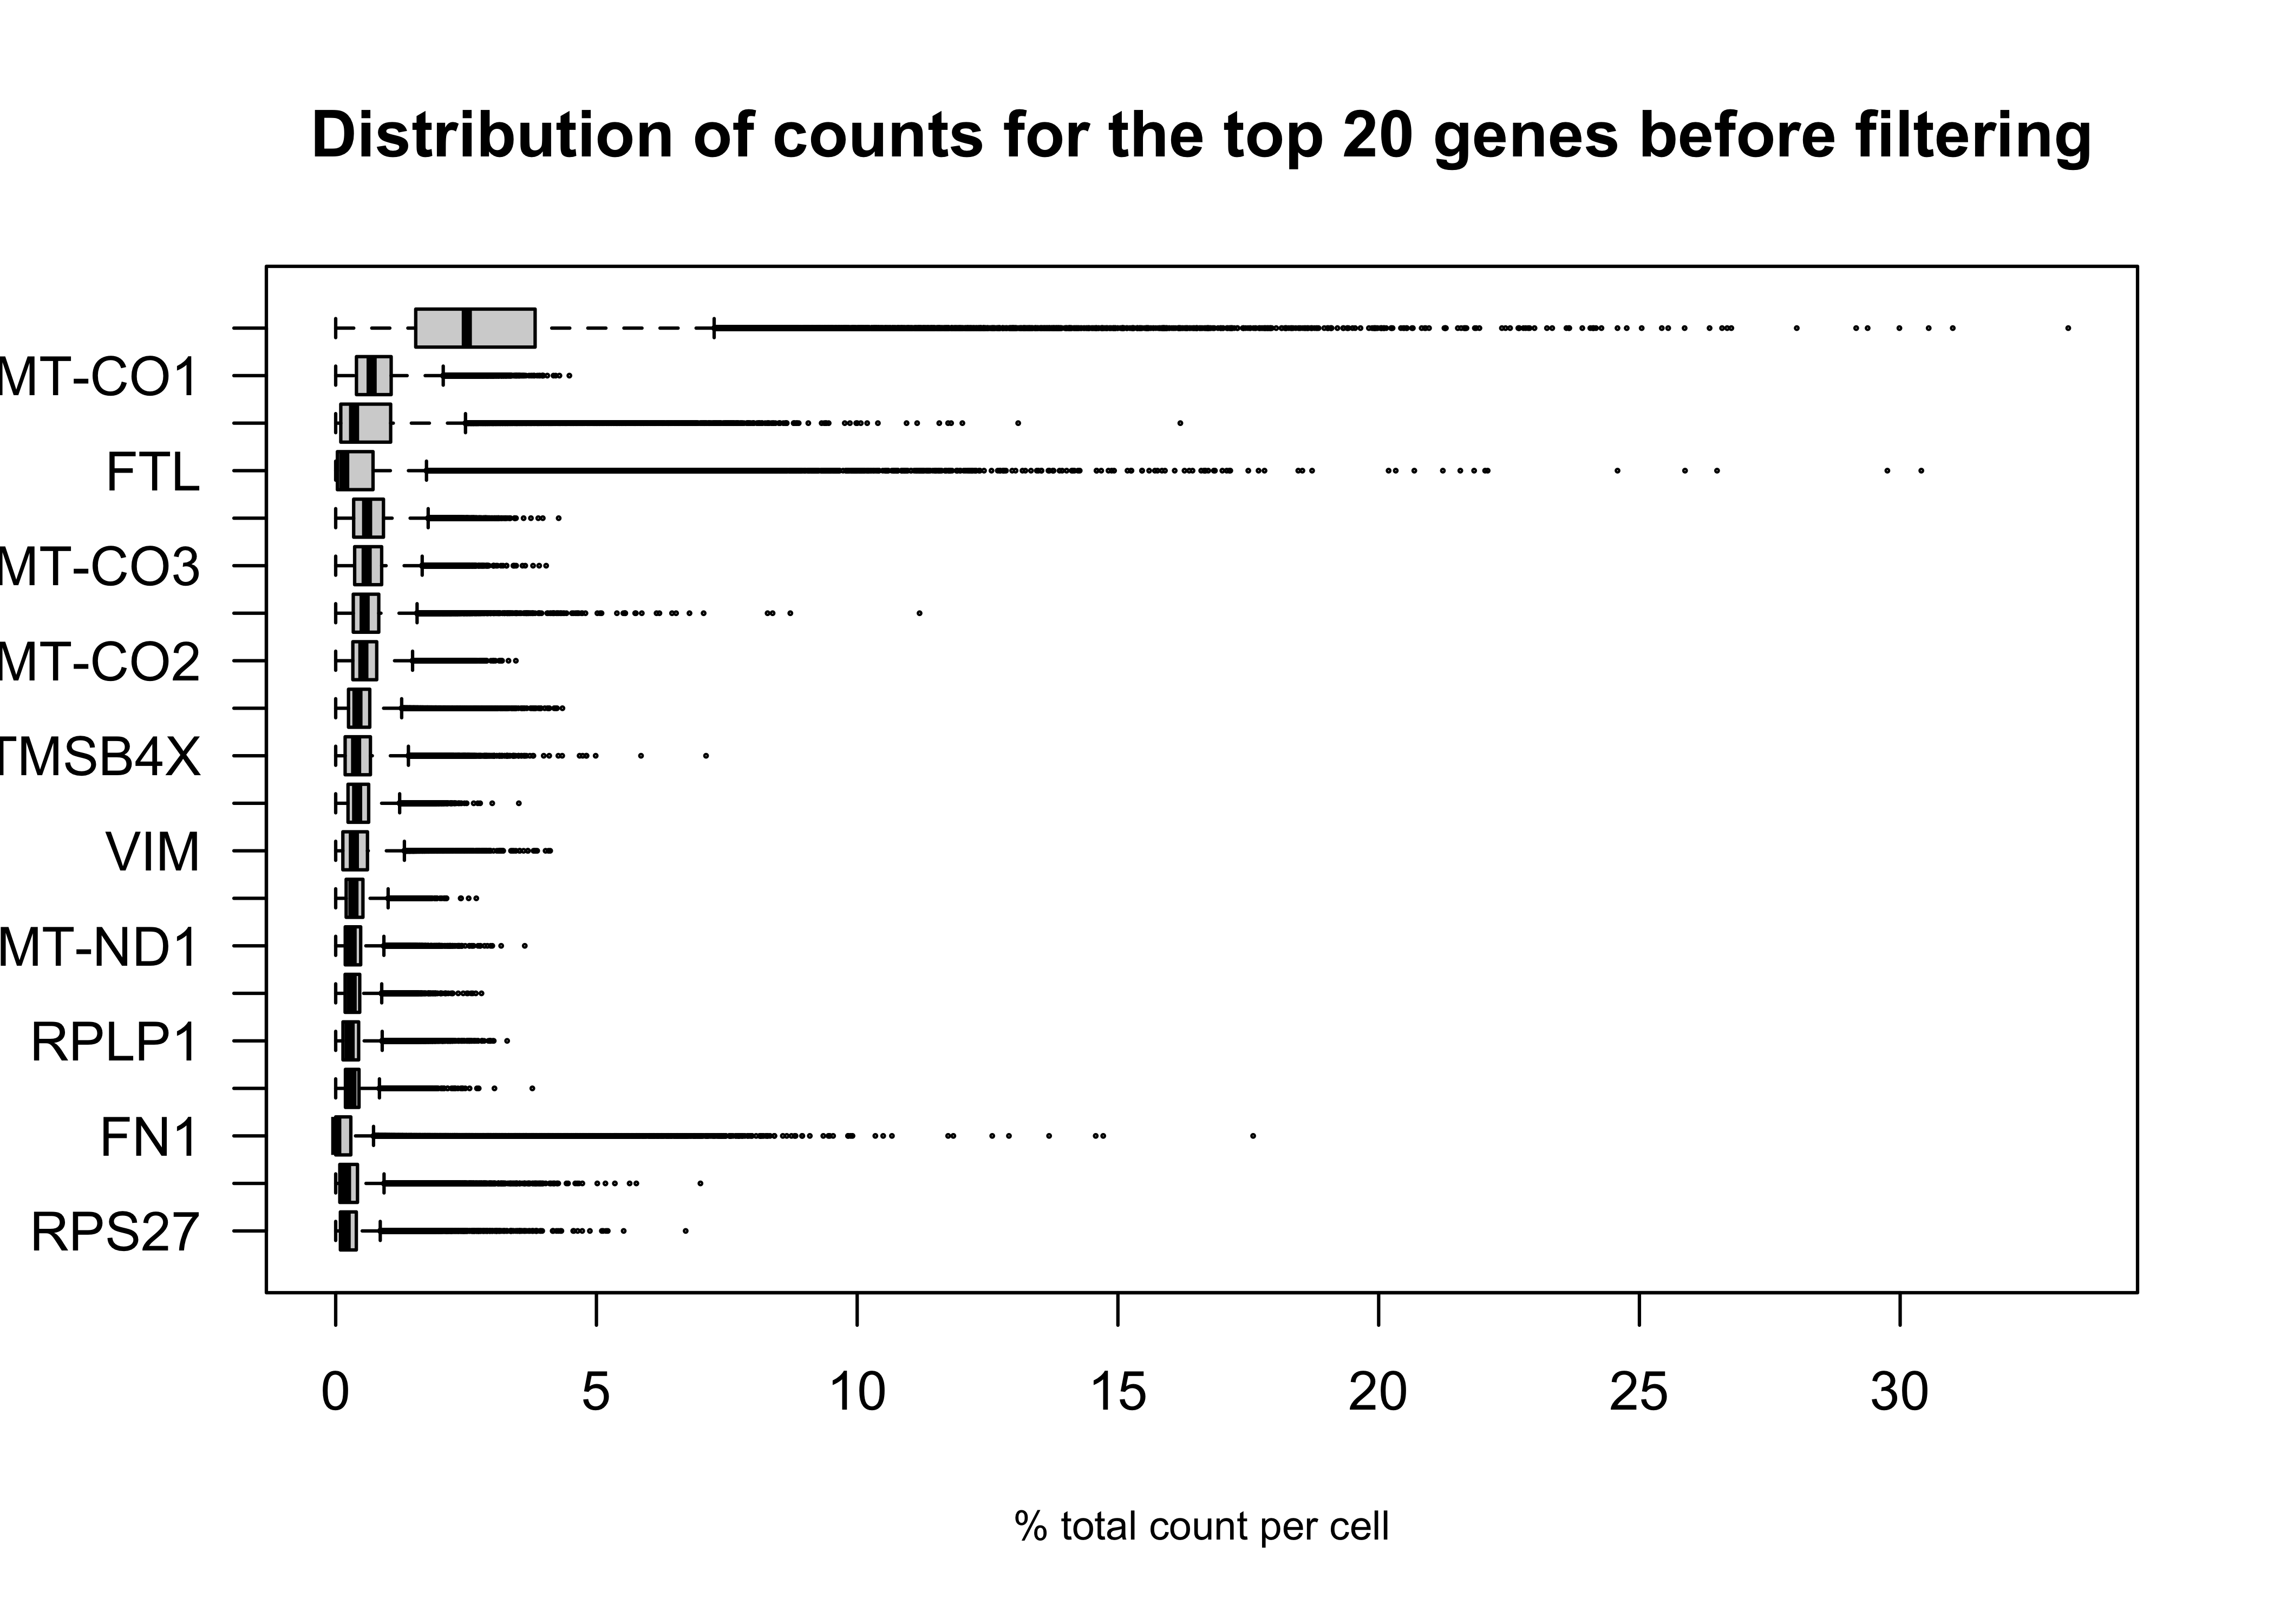 Distribution of counts for the top 20 genes before filtering
MT-CO1
FTL
MT-CO3
MT-CO2
TMSB4X
VIM
MT-ND1
RPLP1
FN1
RPS27
0 5 10 15 20 25 30
% total count per cell